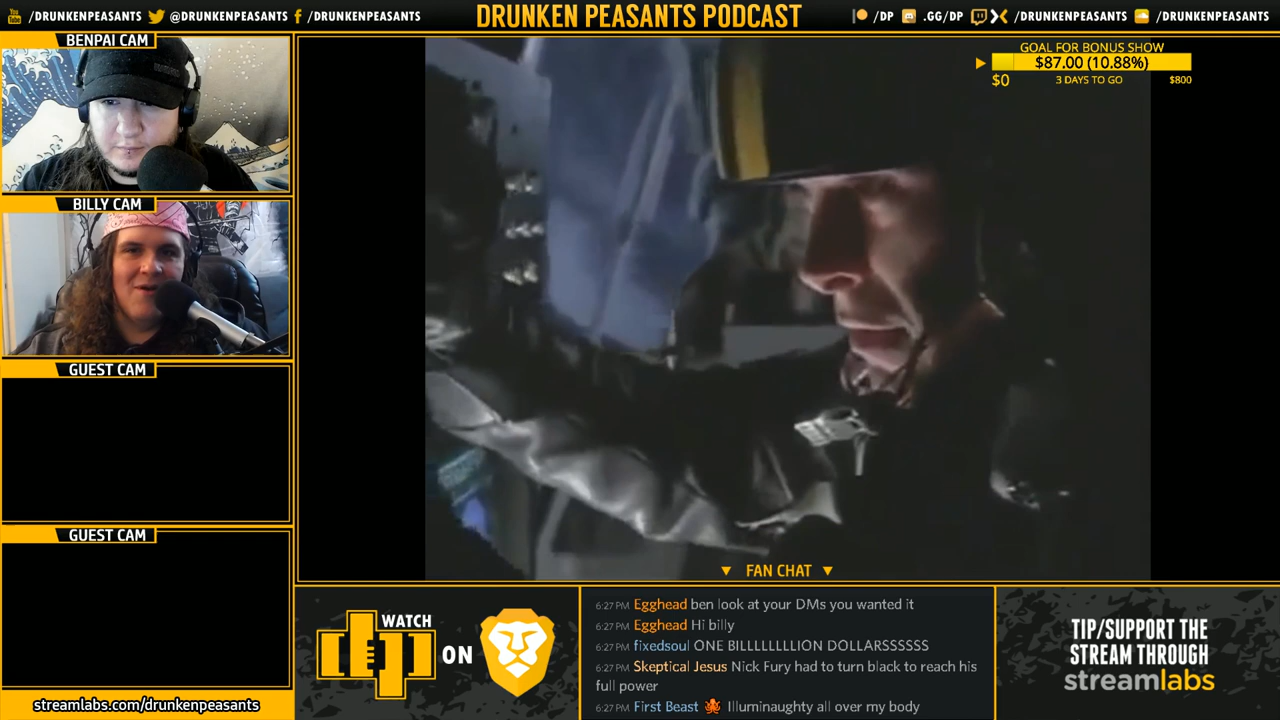 You Tube /DRUNKENPEASANTS @DRUNKENPEASANTS /DRUNKENPEASANTS
DRUNKEN PEASANTS PODCAST
/DP .GG/DP /DRUNKENPEASANTS /DRUNKENPEASANTS
BENPAI CAM
GOAL FOR BONUS SHOW
$87.00 (10.88%)
$0 3 DAYS TO GO $800
BILLY CAM
GUEST CAM
GUEST CAM
streamlabs.com/drunkenpeasants
WATCH
ON
FAN CHAT
6:27 PM Egghead ben look at your DMs you wanted it
6:27 PM Egghead Hi billy
6:27 PM fixedsoul ONE BILLLLLLLION DOLLARSSSSSS
6:27 PM Skeptical Jesus Nick Fury had to turn black to reach his
full power
6:27 PM First Beast 🐙 Illuminaughty all over my body
TIP/SUPPORT THE
STREAM THROUGH
streamlabs